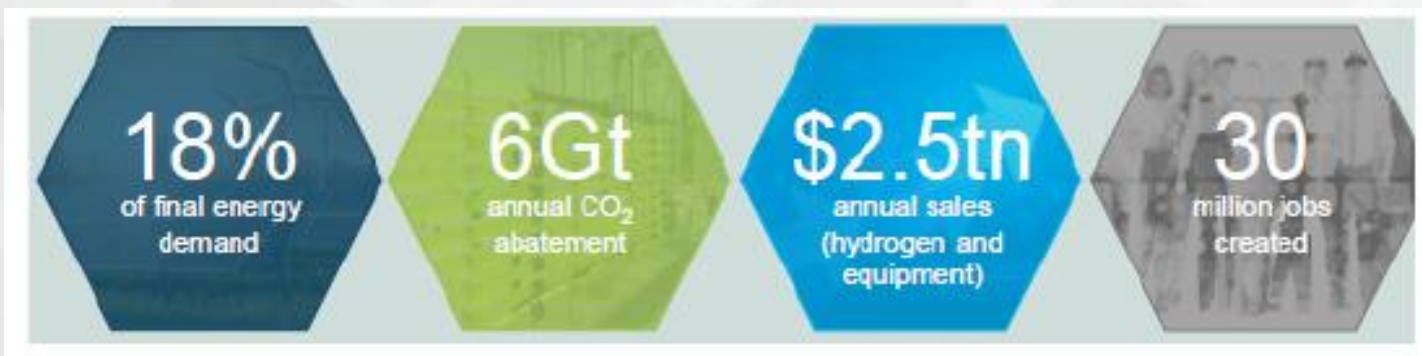 18%
of final energy
demand
6Gt
annual CO₂
abatement
$2.5tn
annual sales
(hydrogen and
equipment)
30
million jobs
created